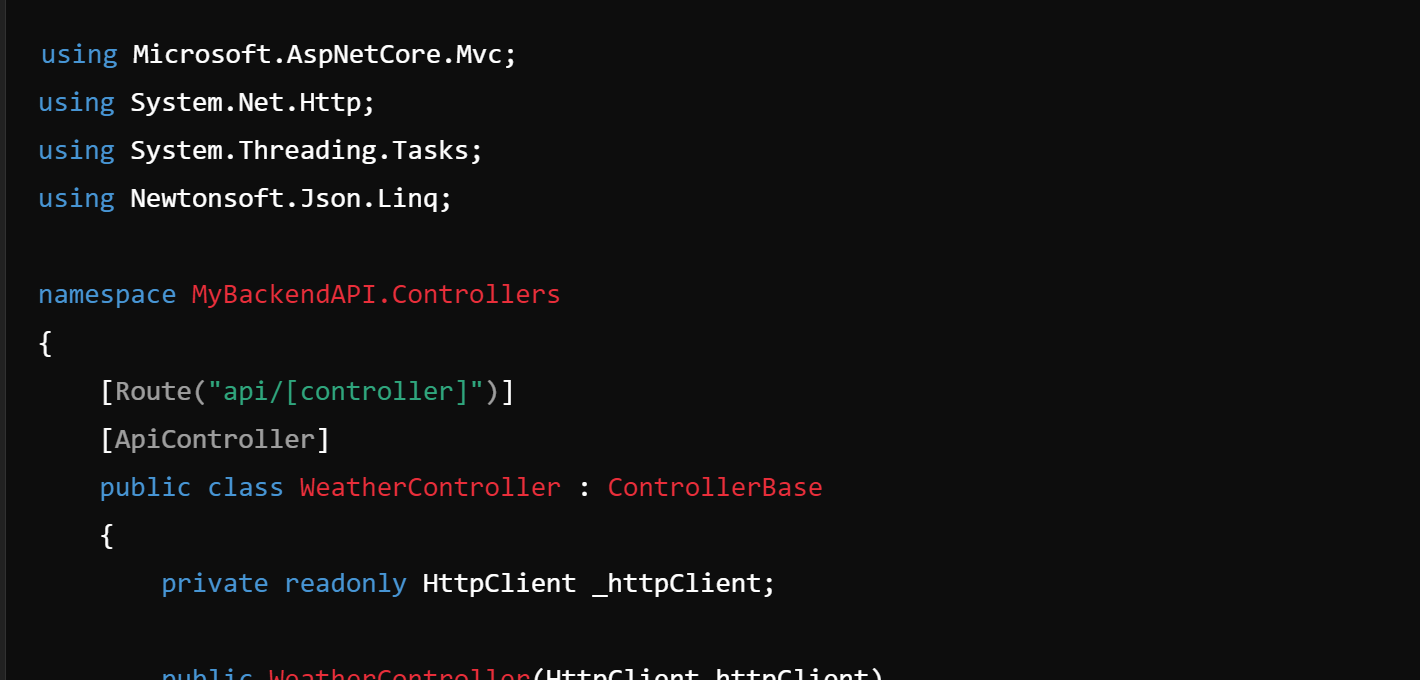 using Microsoft.AspNetCore.Mvc;
using System.Net.Http;
using System.Threading.Tasks;
using Newtonsoft.Json.Linq;
namespace MyBackendAPI.Controllers
{
[Route("api/[controller]")]
[ApiController]
public class WeatherController : ControllerBase
{
private readonly HttpClient _httpClient;
public WeatherController(HttpClient httpClient)